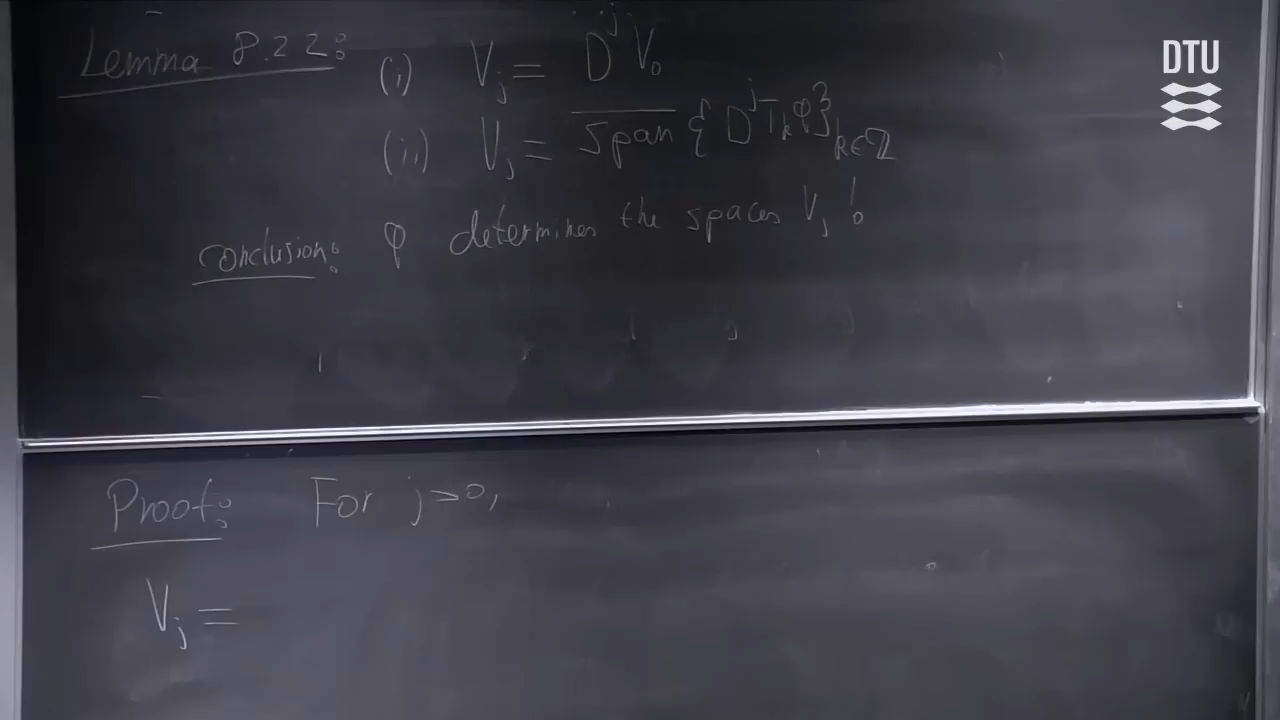 Lemma 8.2.2: (i) V_j = D^j V_0
(ii) V_j = \overline{span} {D^j T_k φ}_{k∈ℤ}
conclusion: φ determines the spaces V_j !
Proof: For j>0,
V_j =
DTU